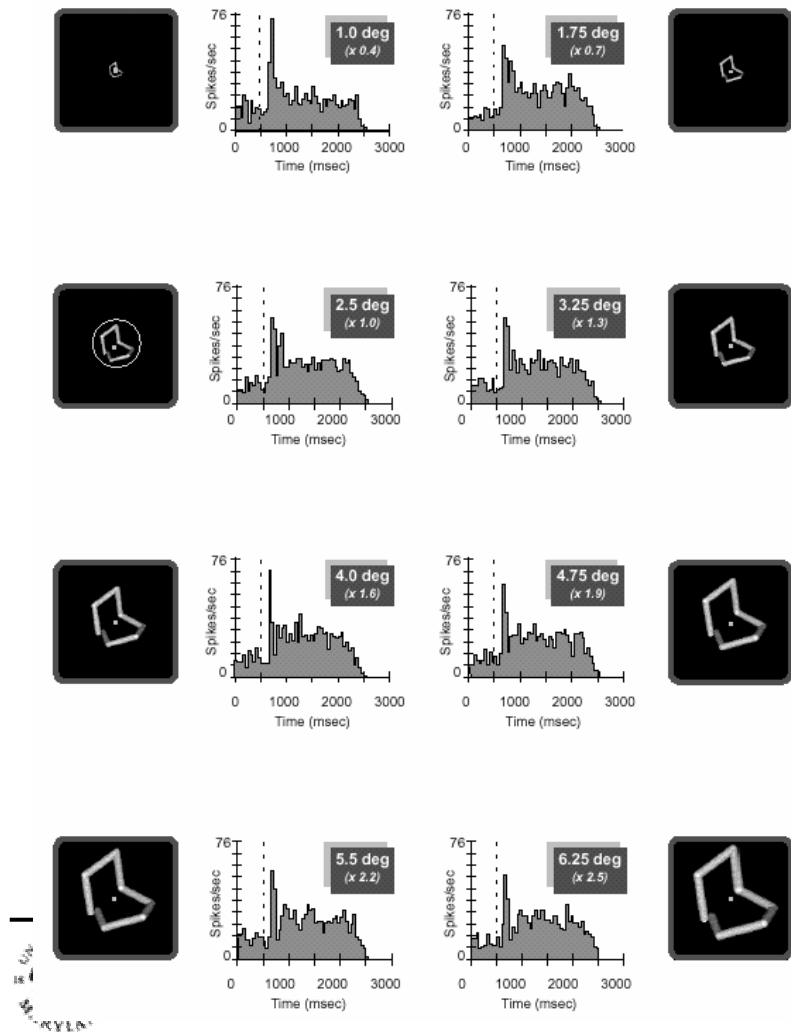 76
1.0 deg
(x 0.4)
Spikes/sec
0
0 1000 2000 3000
Time (msec)
76
1.75 deg
(x 0.7)
Spikes/sec
0
0 1000 2000 3000
Time (msec)
76
2.5 deg
(x 1.0)
Spikes/sec
0
0 1000 2000 3000
Time (msec)
76
3.25 deg
(x 1.3)
Spikes/sec
0
0 1000 2000 3000
Time (msec)
76
4.0 deg
(x 1.6)
Spikes/sec
0
0 1000 2000 3000
Time (msec)
76
4.75 deg
(x 1.9)
Spikes/sec
0
0 1000 2000 3000
Time (msec)
76
5.5 deg
(x 2.2)
Spikes/sec
0
0 1000 2000 3000
Time (msec)
76
6.25 deg
(x 2.5)
Spikes/sec
0
0 1000 2000 3000
Time (msec)